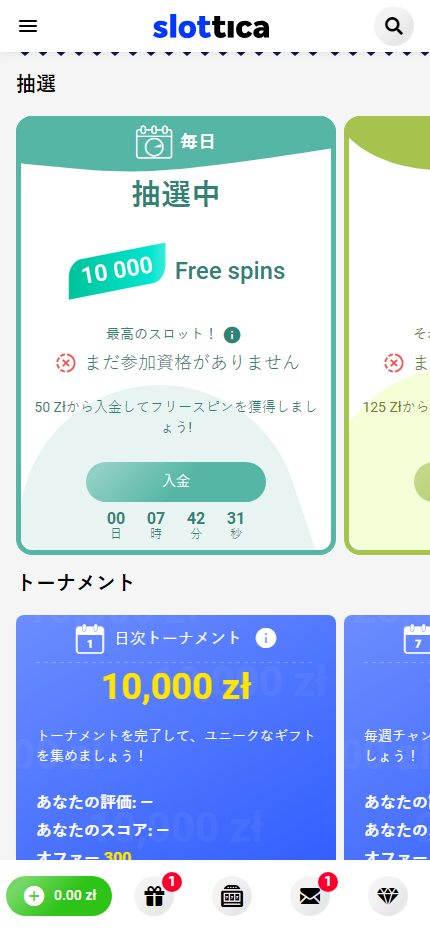 slottica
抽選
毎日
抽選中
10 000 Free spins
最高のスロット！
まだ参加資格がありません
50 Złから入金してフリースピンを獲得しまし
ょう!
入金
00 07 42 31
日 時 分 秒
125 Złから
トーナメント
1 日次トーナメント
10,000 zł
トーナメントを完了して、ユニークなギフト
を集めましょう！
あなたの評価: –
あなたのスコア: –
オファー 300
7
毎週チャン
しょう！
あなたの
あなたの
オファー
0.00 zł
1
1